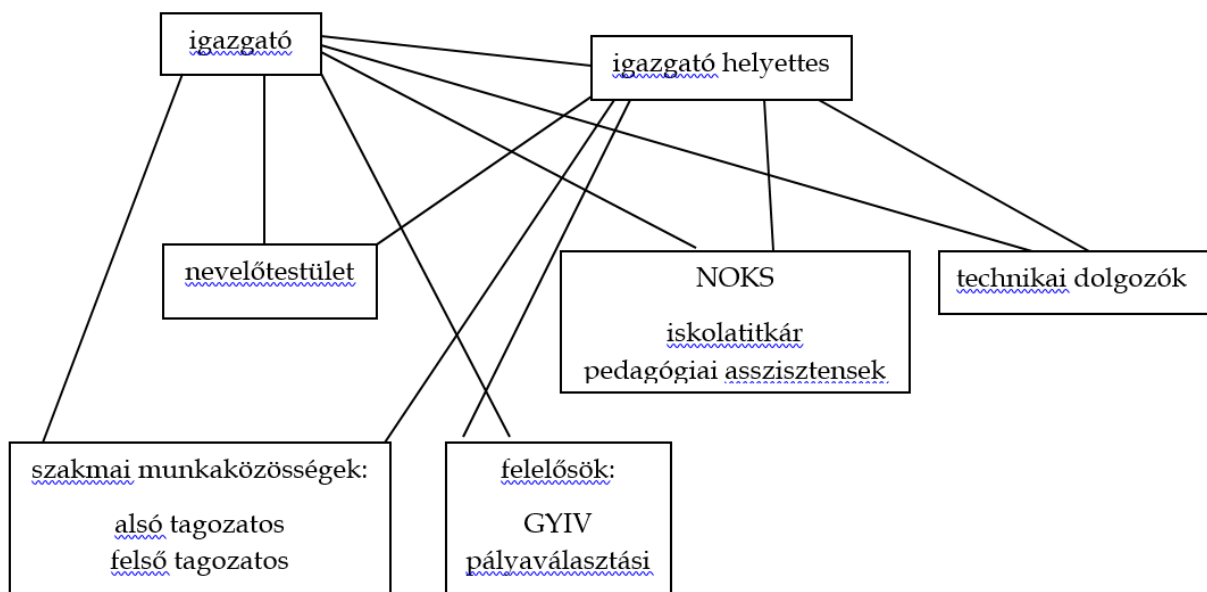 igazgató
igazgató helyettes
nevelőtestület
NOKS
iskolatitkár
pedagógiai asszisztensek
technikai dolgozók
szakmai munkaközösségek:
alsó tagozatos
felső tagozatos
felelősök:
GYIV
pályaválasztási